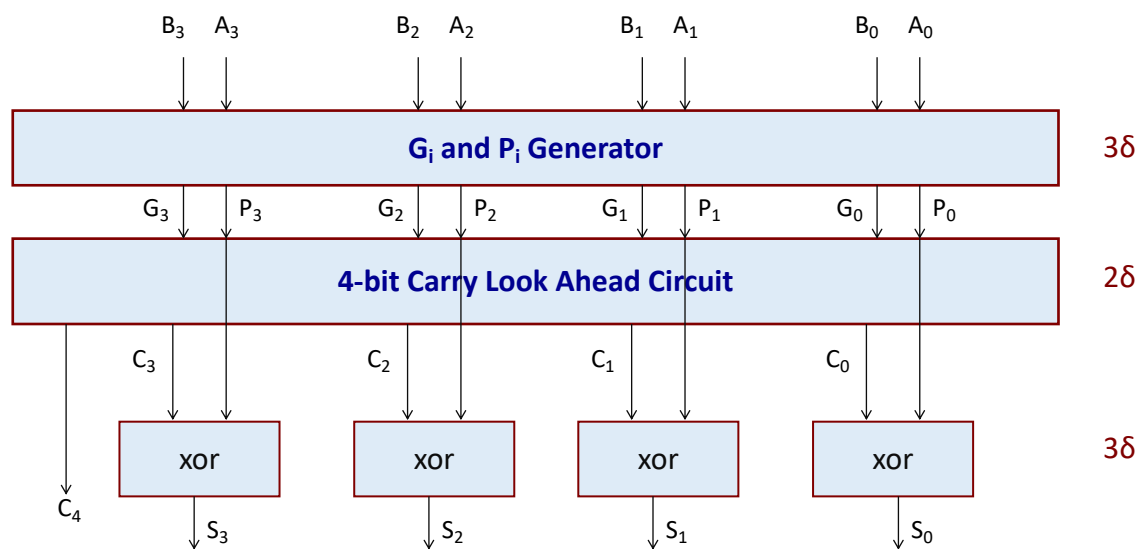 B₃ A₃ B₂ A₂ B₁ A₁ B₀ A₀
Gᵢ and Pᵢ Generator 3δ
G₃ P₃ G₂ P₂ G₁ P₁ G₀ P₀
4-bit Carry Look Ahead Circuit 2δ
C₃ C₂ C₁ C₀
xor xor xor xor 3δ
C₄
S₃ S₂ S₁ S₀